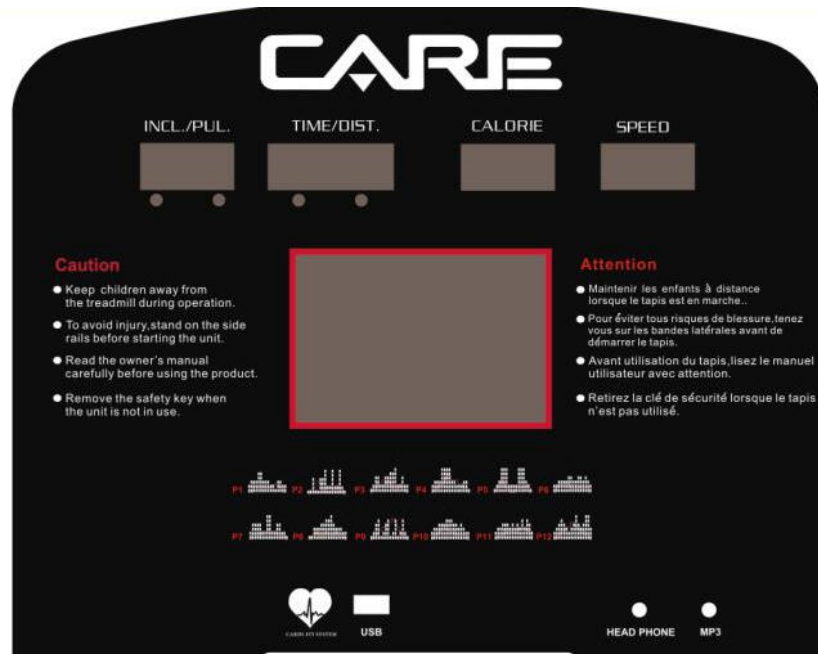 CARE
INCL./PUL. TIME/DIST. CALORIE SPEED
Caution
Keep children away from
the treadmill during operation.
To avoid injury,stand on the side
rails before starting the unit.
Read the owner's manual
carefully before using the product.
Remove the safety key when
the unit is not in use.
Attention
Maintenir les enfants à distance
lorsque le tapis est en marche..
Pour éviter tous risques de blessure,tenez
vous sur les bandes latérales avant de
démarrer le tapis.
Avant utilisation du tapis,lisez le manuel
utilisateur avec attention.
Retirez la clé de sécurité lorsque le tapis
n'est pas utilisé.
P1 P2 P3 P4 P5 P6
P7 P8 P9 P10 P11 P12
CARDIO FIT SYSTEM
USB
HEAD PHONE MP3